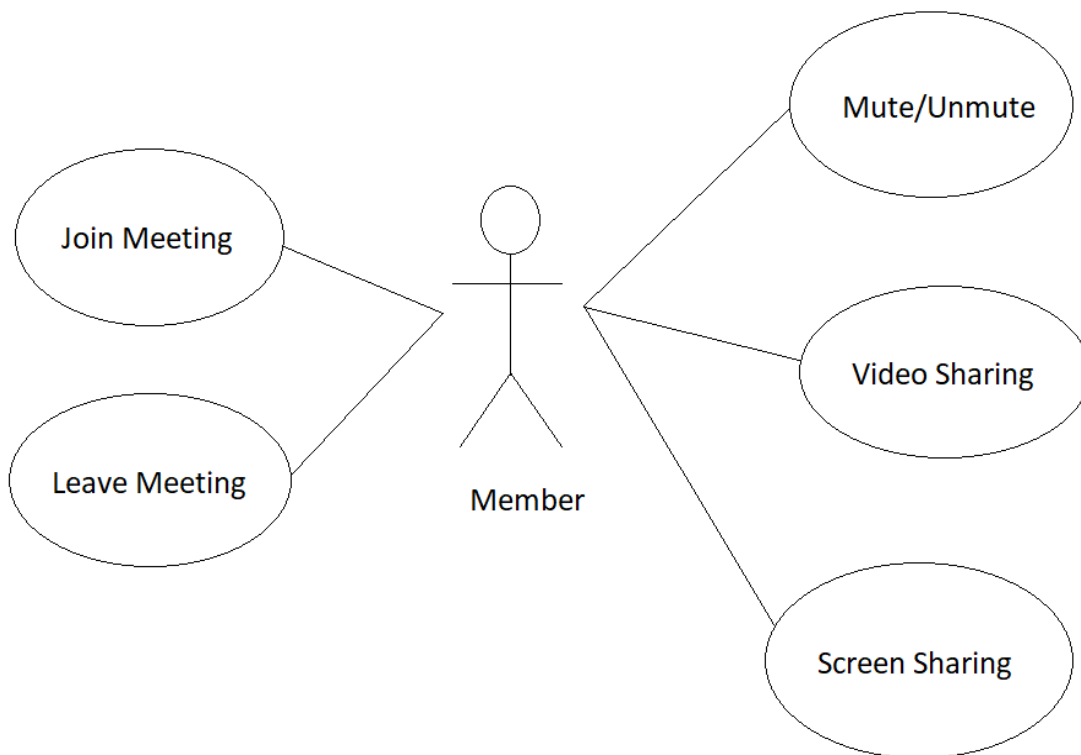 Mute/Unmute
Join Meeting
Video Sharing
Leave Meeting
Member
Screen Sharing